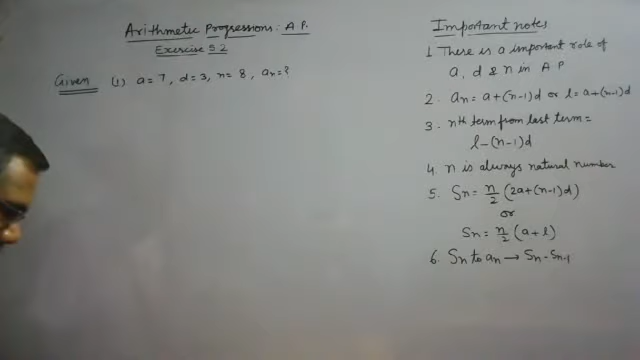 Arithmetic Progressions: A.P.
Exercise 5.2
Given (1) a = 7, d = 3, n = 8, an = ?
Important notes
1. There is a important role of
a, d & n in A P
2. an = a + (n-1)d or l = a + (n-1)d
3. nth term from last term =
l - (n-1)d
4. n is always natural number
5. Sn = n/2 (2a + (n-1)d)
or
Sn = n/2 (a + l)
6. Sn to an → Sn - Sn-1